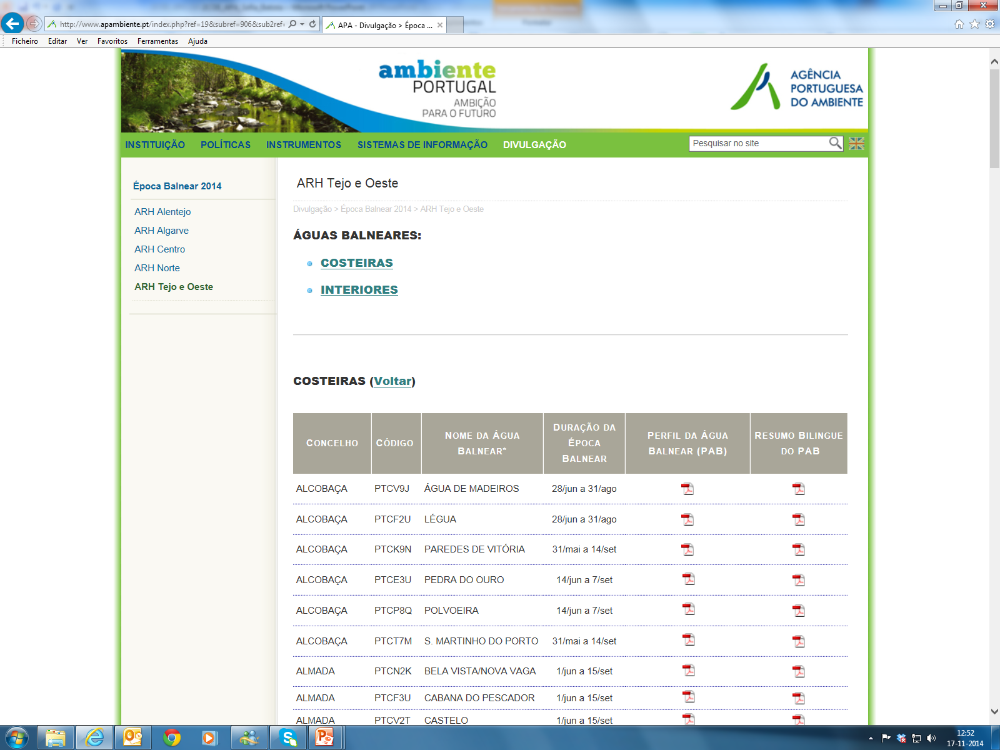 http://www.apambiente.pt/index.php?ref=19&subref=906&sub2ref=
APA - Divulgação > Época ...
Ficheiro Editar Ver Favoritos Ferramentas Ajuda
ambiente
PORTUGAL
AMBIÇÃO
PARA O FUTURO
AGÊNCIA
PORTUGUESA
DO AMBIENTE
INSTITUIÇÃO POLÍTICAS INSTRUMENTOS SISTEMAS DE INFORMAÇÃO DIVULGAÇÃO Pesquisar no site
Época Balnear 2014
ARH Alentejo
ARH Algarve
ARH Centro
ARH Norte
ARH Tejo e Oeste
ARH Tejo e Oeste
Divulgação > Época Balnear 2014 > ARH Tejo e Oeste
ÁGUAS BALNEARES:
COSTEIRAS
INTERIORES
COSTEIRAS (Voltar)
CONCELHO CÓDIGO NOME DA ÁGUA BALNEAR* DURAÇÃO DA ÉPOCA BALNEAR PERFIL DA ÁGUA BALNEAR (PAB) RESUMO BILINGUE DO PAB
ALCOBAÇA PTCV9J ÁGUA DE MADEIROS 28/jun a 31/ago
ALCOBAÇA PTCF2U LÉGUA 28/jun a 31/ago
ALCOBAÇA PTCK9N PAREDES DE VITÓRIA 31/mai a 14/set
ALCOBAÇA PTCE3U PEDRA DO OURO 14/jun a 7/set
ALCOBAÇA PTCP8Q POLVOEIRA 14/jun a 7/set
ALCOBAÇA PTCT7M S. MARTINHO DO PORTO 31/mai a 14/set
ALMADA PTCN2K BELA VISTA/NOVA VAGA 1/jun a 15/set
ALMADA PTCF3U CABANA DO PESCADOR 1/jun a 15/set
ALMADA PTCV2T CASTELO 1/jun a 15/set
12:52
17-11-2014